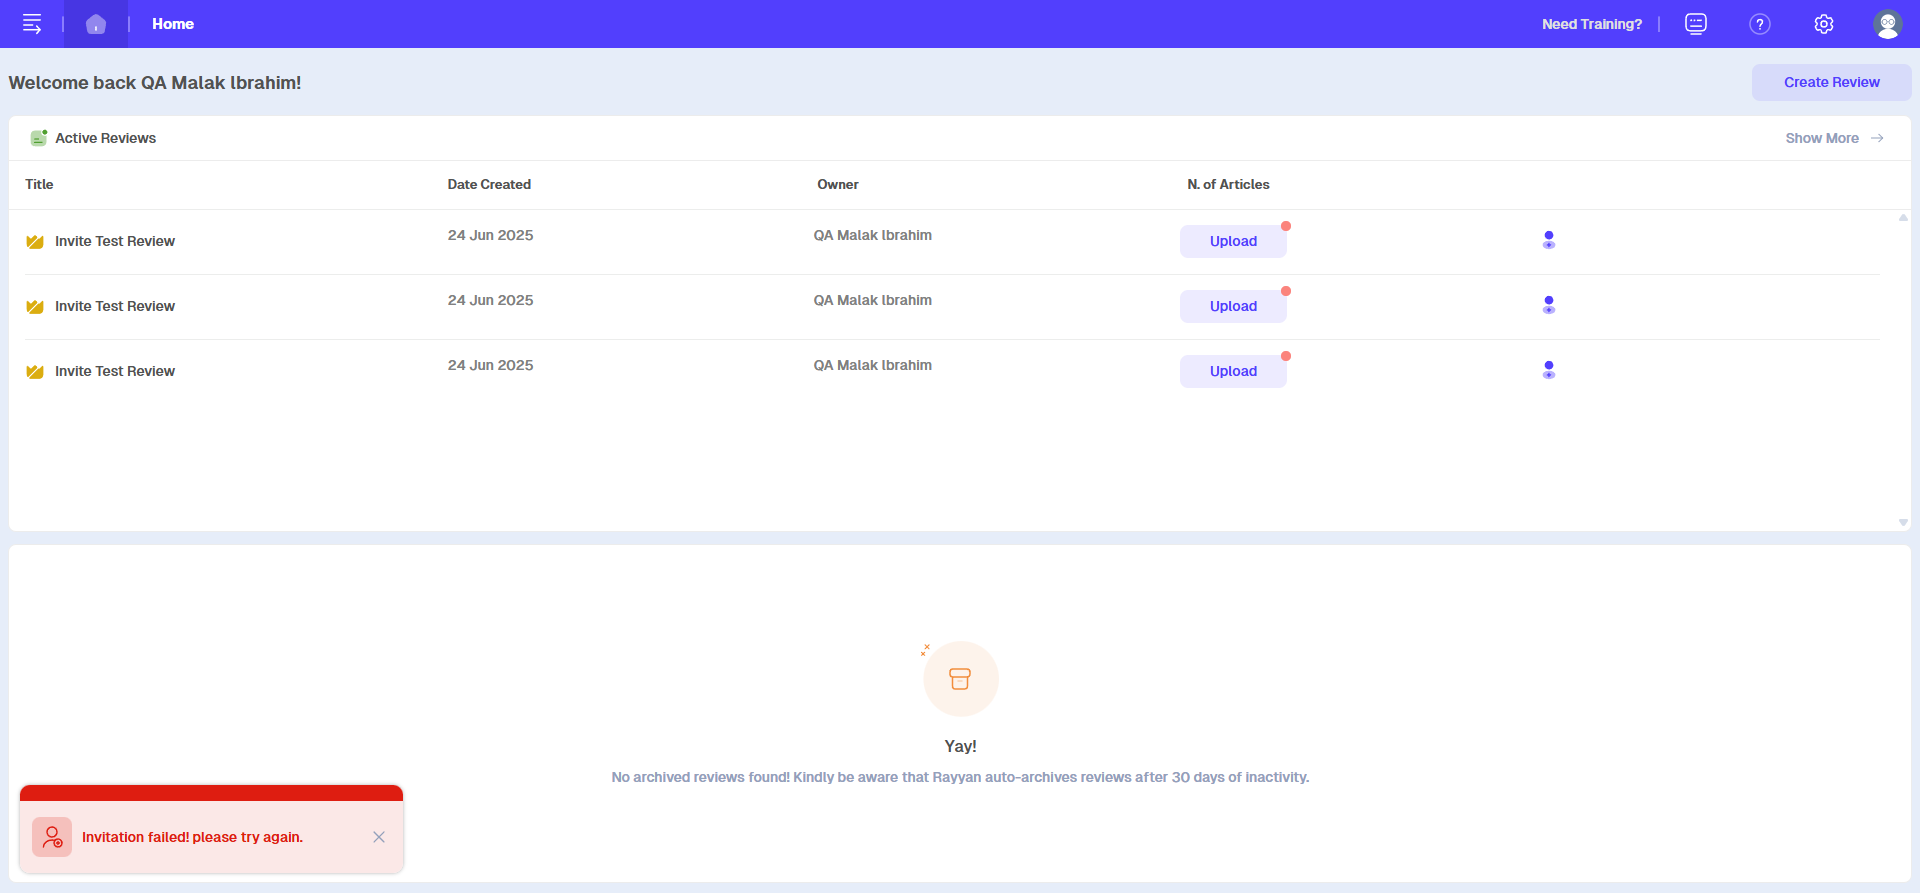 Home
Need Training?
Welcome back QA Malak Ibrahim!
Create Review
Active Reviews
Show More
Title Date Created Owner N. of Articles
Invite Test Review 24 Jun 2025 QA Malak Ibrahim Upload
Invite Test Review 24 Jun 2025 QA Malak Ibrahim Upload
Invite Test Review 24 Jun 2025 QA Malak Ibrahim Upload
Yay!
No archived reviews found! Kindly be aware that Rayyan auto-archives reviews after 30 days of inactivity.
Invitation failed! please try again.